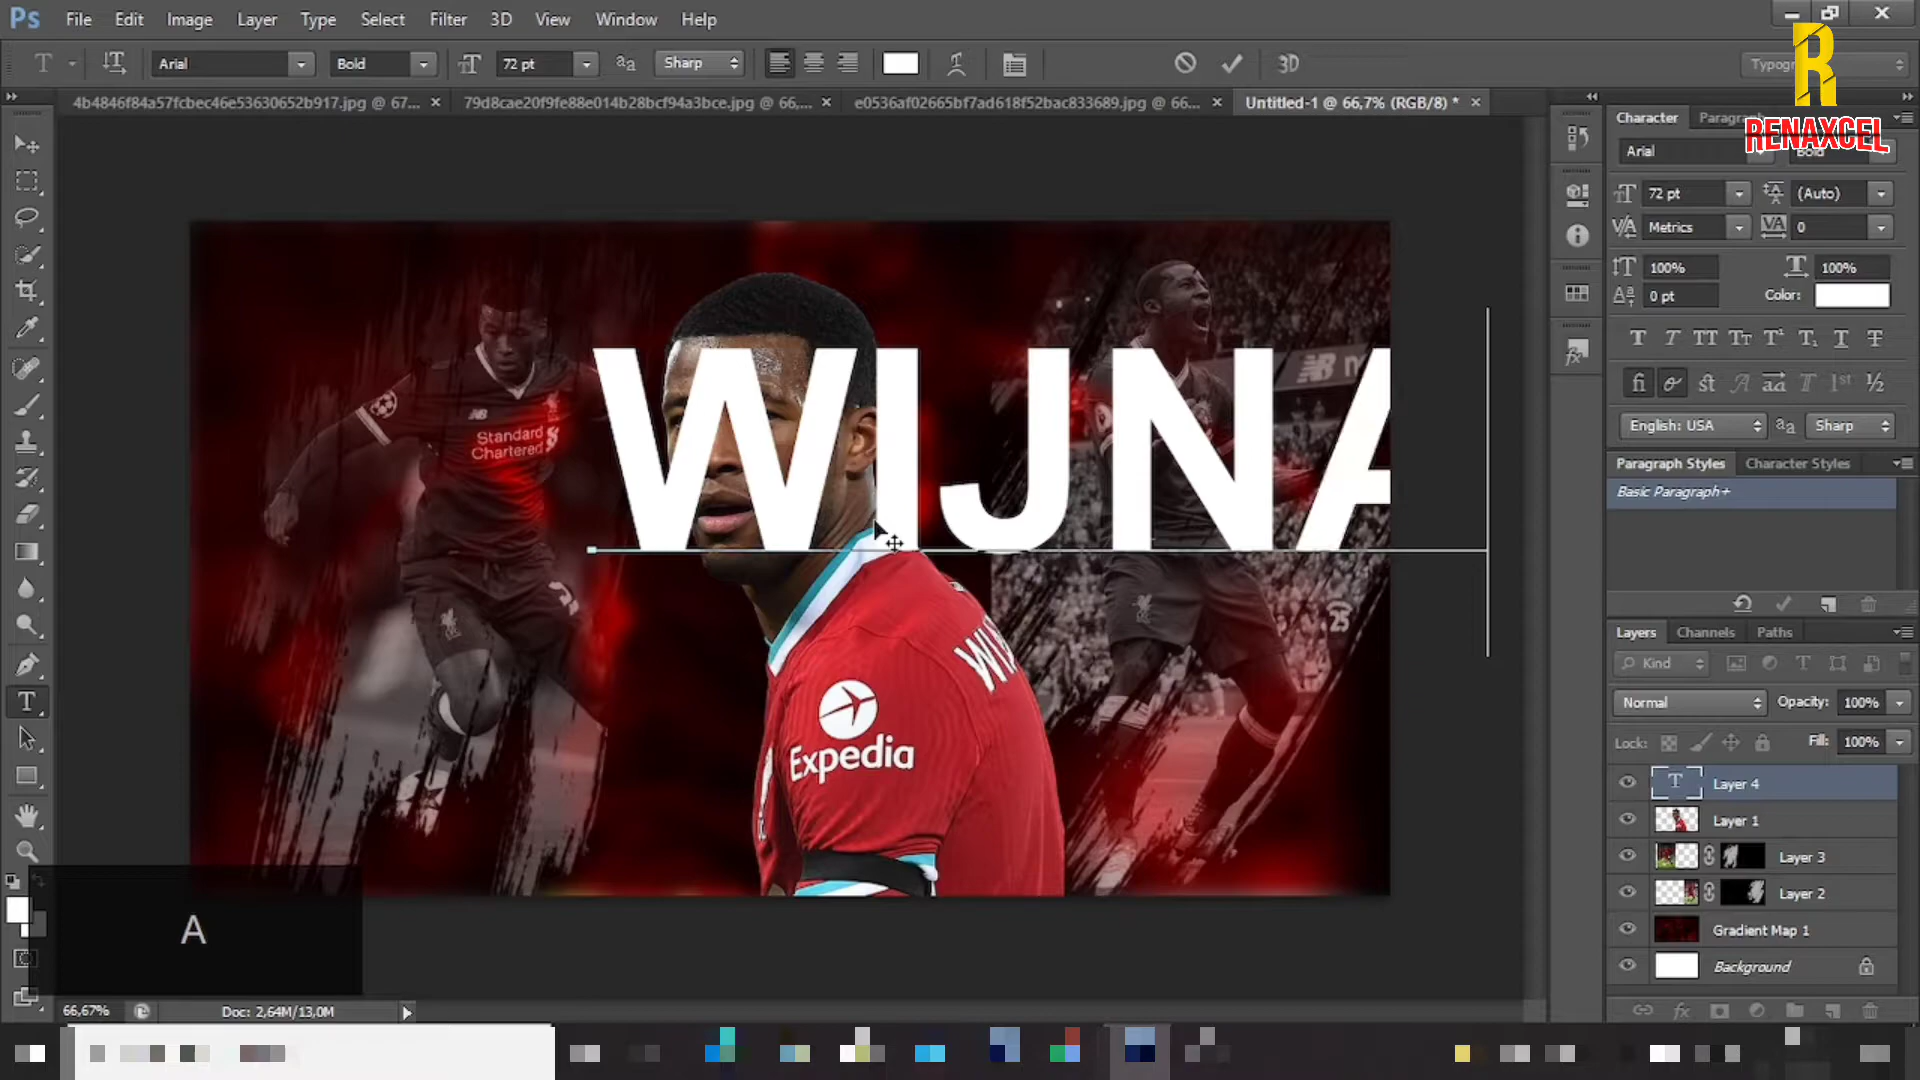 Ps File Edit Image Layer Type Select Filter 3D View Window Help
T Arial Bold 72 pt aa Sharp 3D
R
RENAXCEL
4b4846f84a57fcbec46e53630652b917.jpg @ 67... × 79d8cae20f9fe88e014b28bcf94a3bce.jpg @ 66,... × e0536af02665bf7ad618f52bac833689.jpg @ 66... × Untitled-1 @ 66,7% (RGB/8) * ×
Character
Arial
72 pt (Auto)
Metrics 0
100% 100%
0 pt Color:
English: USA aa Sharp
Paragraph Styles Character Styles
Basic Paragraph+
Layers Channels Paths
Kind
Normal Opacity: 100%
Lock: Fill: 100%
Layer 4
Layer 1
Layer 3
Layer 2
Gradient Map 1
Background
WIJNA
Standard
Chartered
NB
Expedia
A
66,67% Doc: 2,64M/13,0M